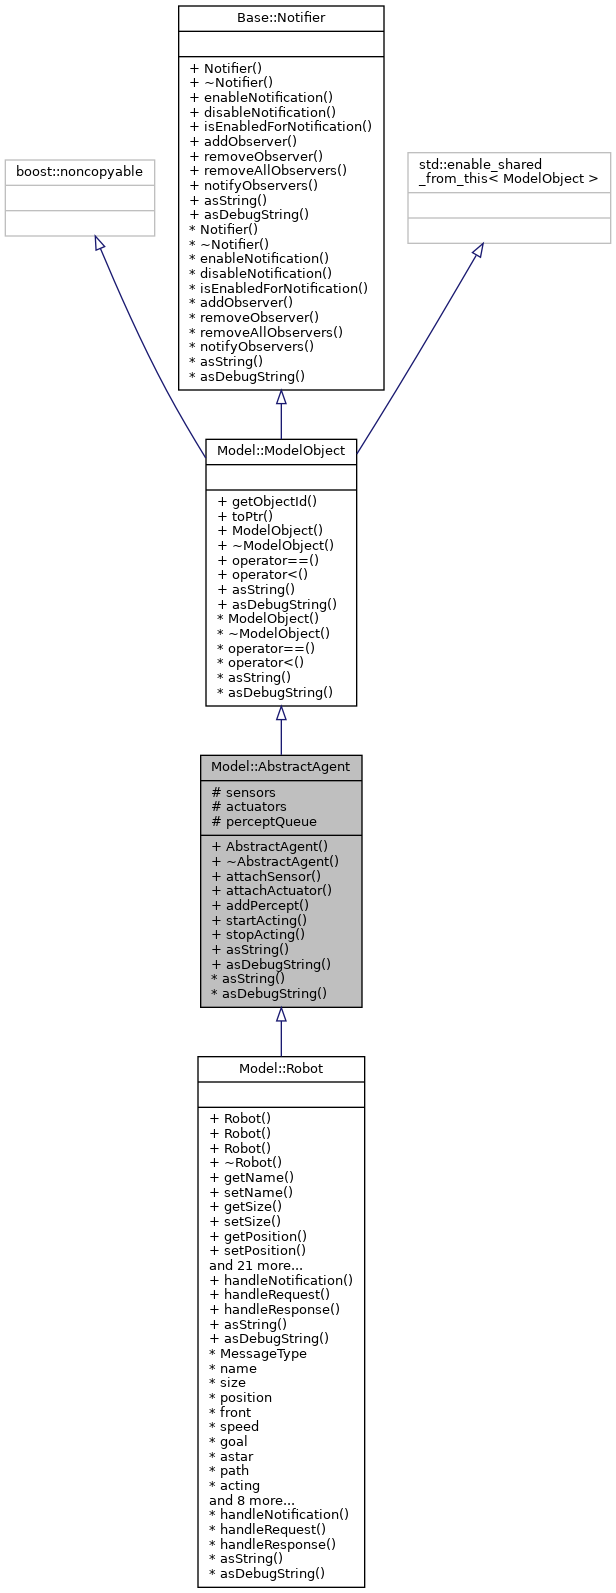 Base::Notifier
+ Notifier()
+ ~Notifier()
+ enableNotification()
+ disableNotification()
+ isEnabledForNotification()
+ addObserver()
+ removeObserver()
+ removeAllObservers()
+ notifyObservers()
+ asString()
+ asDebugString()
* Notifier()
* ~Notifier()
* enableNotification()
* disableNotification()
* isEnabledForNotification()
* addObserver()
* removeObserver()
* removeAllObservers()
* notifyObservers()
* asString()
* asDebugString()
boost::noncopyable
std::enable_shared
_from_this< ModelObject >
Model::ModelObject
+ getObjectId()
+ toPtr()
+ ModelObject()
+ ~ModelObject()
+ operator==()
+ operator<()
+ asString()
+ asDebugString()
* ModelObject()
* ~ModelObject()
* operator==()
* operator<()
* asString()
* asDebugString()
Model::AbstractAgent
# sensors
# actuators
# perceptQueue
+ AbstractAgent()
+ ~AbstractAgent()
+ attachSensor()
+ attachActuator()
+ addPercept()
+ startActing()
+ stopActing()
+ asString()
+ asDebugString()
* asString()
* asDebugString()
Model::Robot
+ Robot()
+ Robot()
+ Robot()
+ ~Robot()
+ getName()
+ setName()
+ getSize()
+ setSize()
+ getPosition()
+ setPosition()
and 21 more...
+ handleNotification()
+ handleRequest()
+ handleResponse()
+ asString()
+ asDebugString()
* MessageType
* name
* size
* position
* front
* speed
* goal
* astar
* path
* acting
and 8 more...
* handleNotification()
* handleRequest()
* handleResponse()
* asString()
* asDebugString()